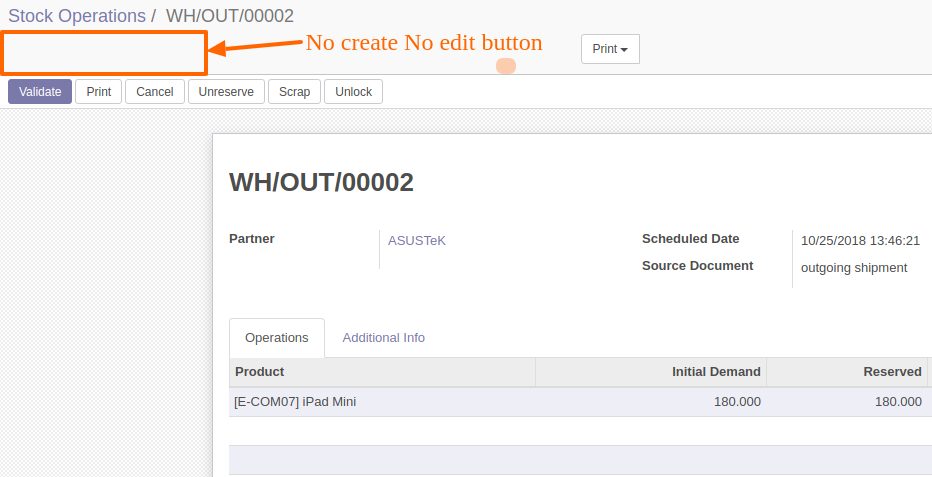 Stock Operations / WH/OUT/00002
No create No edit button
Print
Validate Print Cancel Unreserve Scrap Unlock
WH/OUT/00002
Partner ASUSTeK Scheduled Date 10/25/2018 13:46:21
Source Document outgoing shipment
Operations Additional Info
Product Initial Demand Reserved
[E-COM07] iPad Mini 180.000 180.000